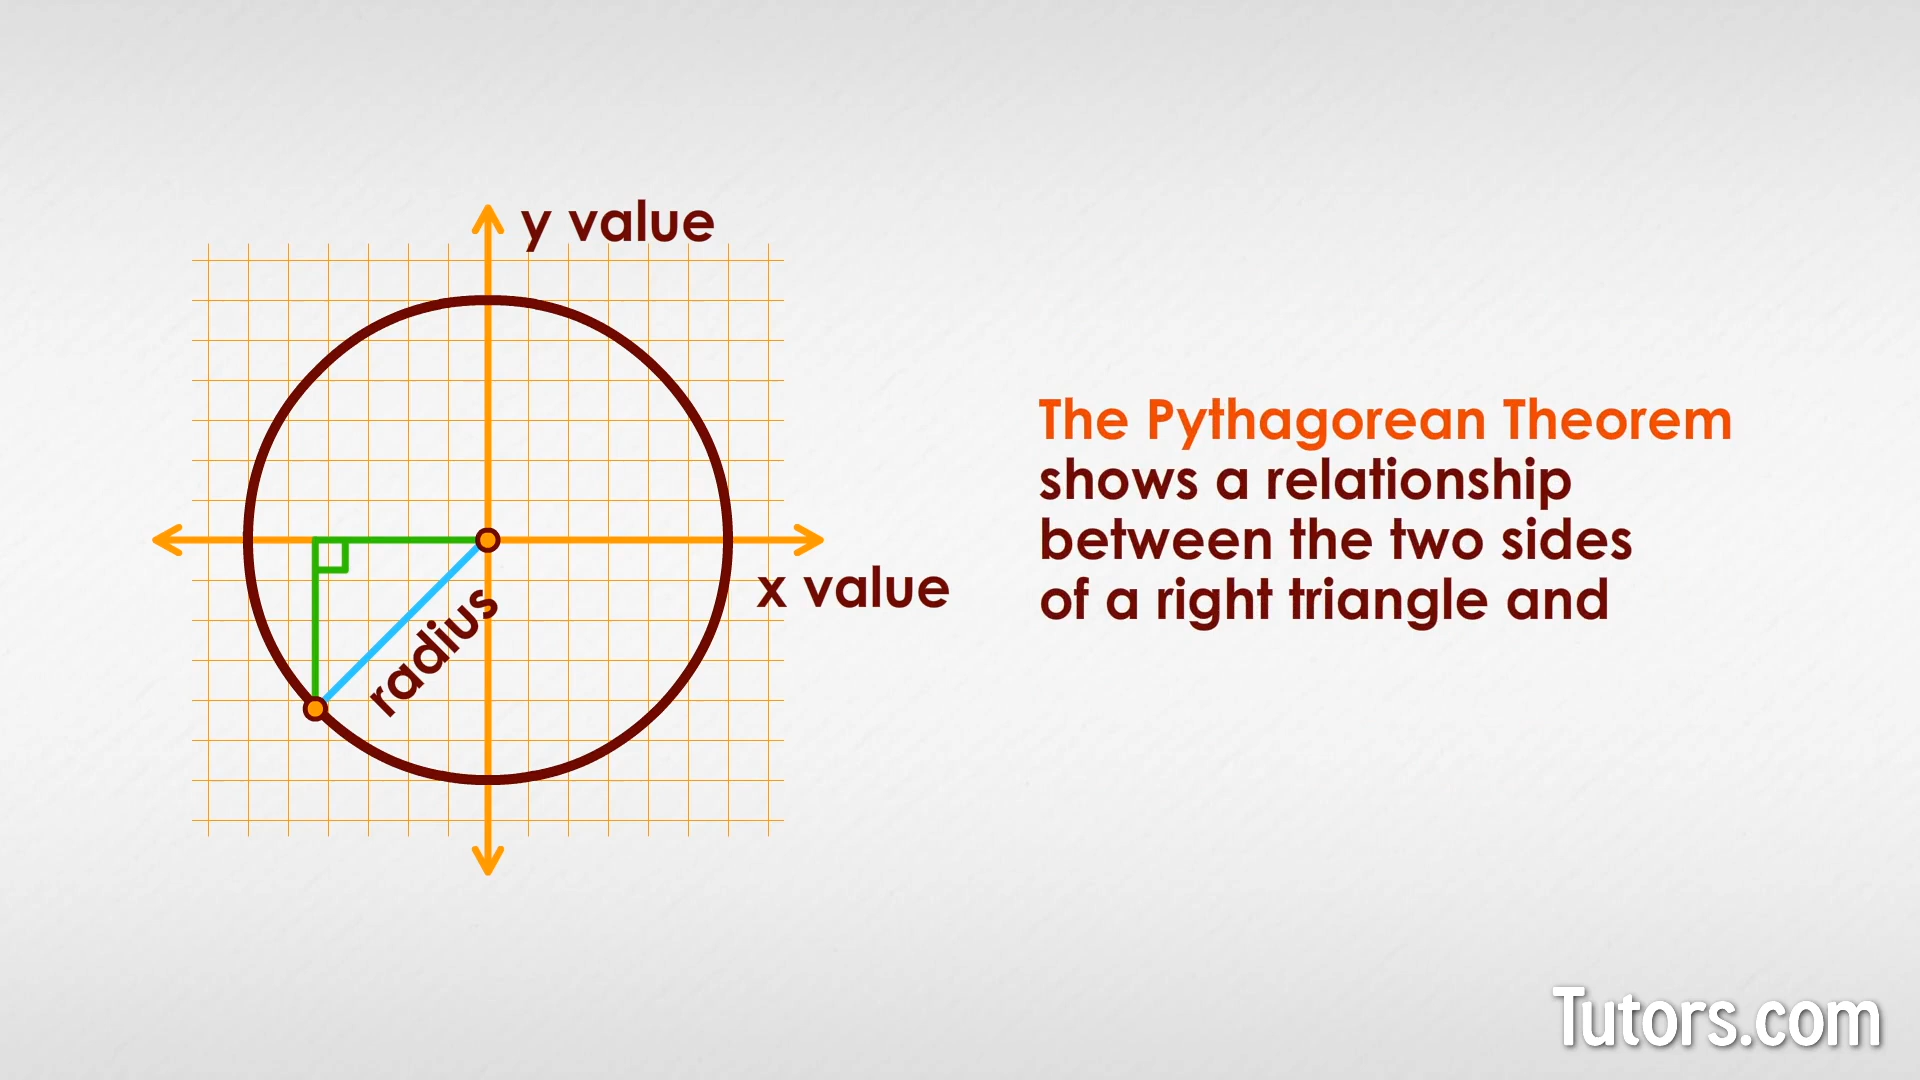 y value
x value
radius
The Pythagorean Theorem
shows a relationship
between the two sides
of a right triangle and
Tutors.com